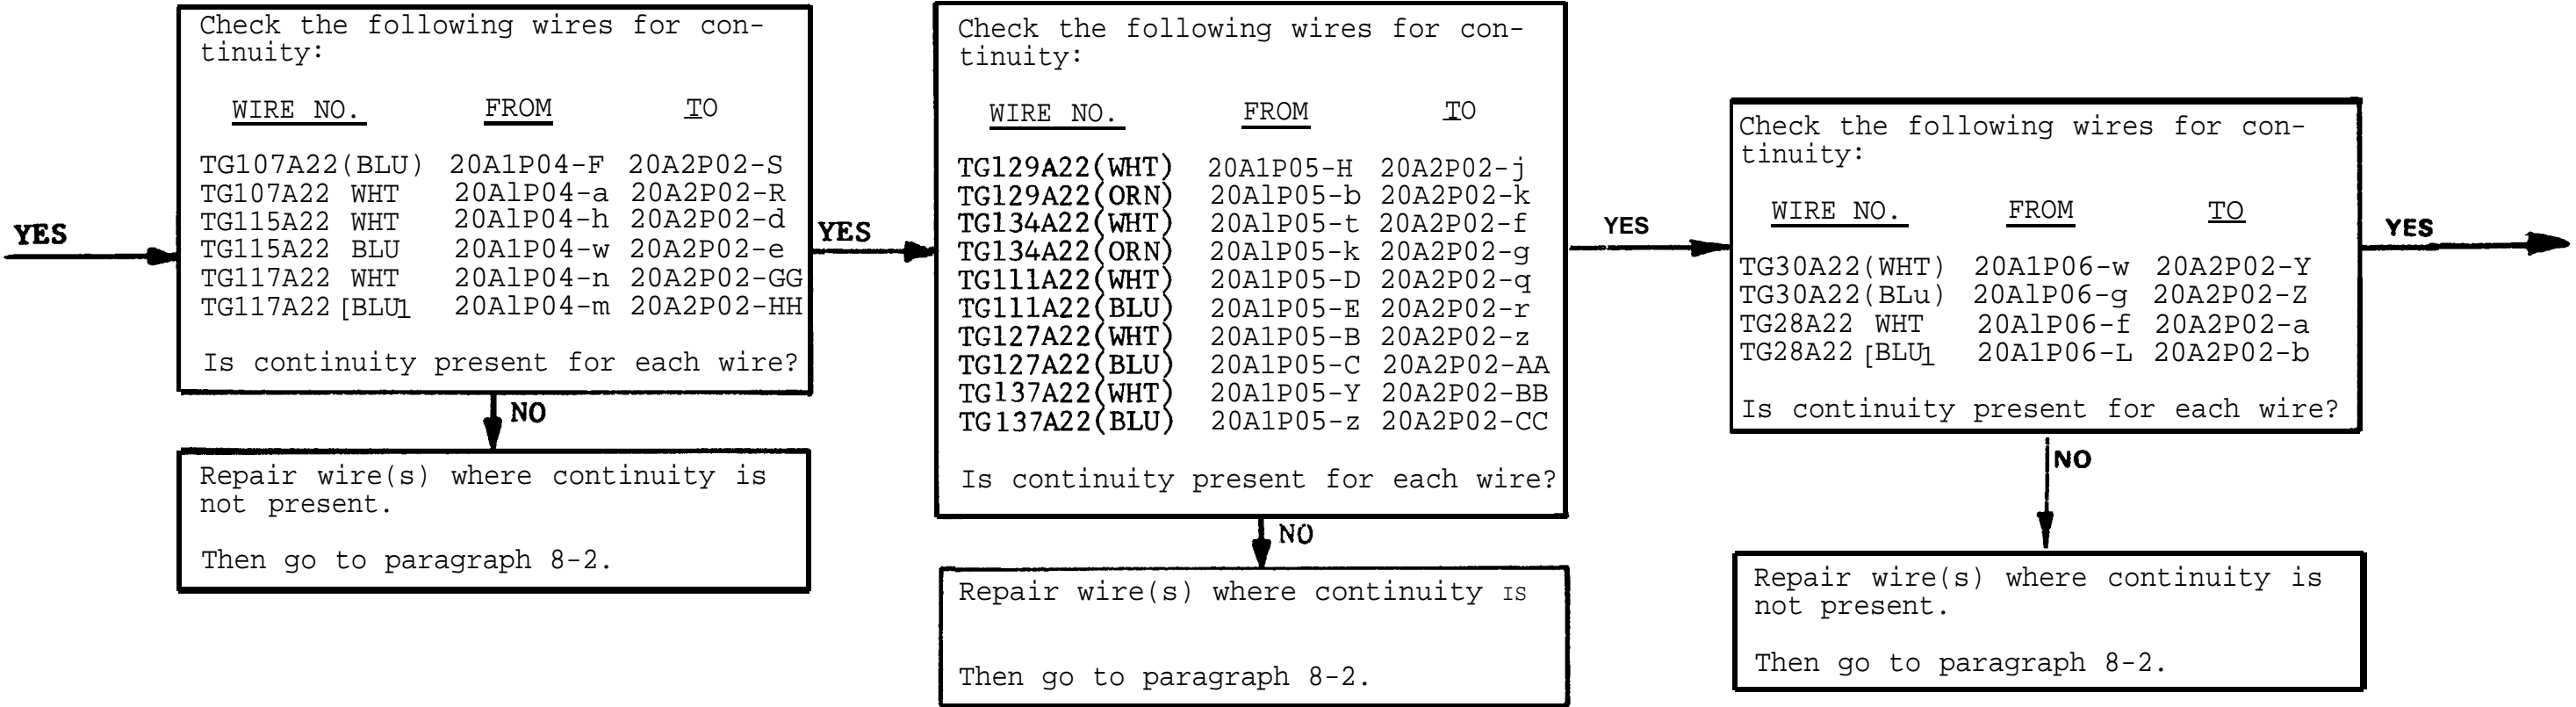 YES
Check the following wires for con-
tinuity:
WIRE NO. FROM TO
TG107A22(BLU) 20A1P04-F 20A2P02-S
TG107A22 WHT 20AlP04-a 20A2P02-R
TG115A22 WHT 20AlP04-h 20A2P02-d
TG115A22 BLU 20A1P04-w 20A2P02-e
TG117A22 WHT 20AlP04-n 20A2P02-GG
TG117A22 [BLU] 20AlP04-m 20A2P02-HH
Is continuity present for each wire?
NO
Repair wire(s) where continuity is
not present.
Then go to paragraph 8-2.
YES
Check the following wires for con-
tinuity:
WIRE NO. FROM TO
TG129A22(WHT) 20A1P05-H 20A2P02-j
TG129A22(ORN) 20AlP05-b 20A2P02-k
TG134A22(WHT) 20AlP05-t 20A2P02-f
TG134A22(ORN) 20A1P05-k 20A2P02-g
TG111A22(WHT) 20AlP05-D 20A2P02-q
TG111A22(BLU) 20AlP05-E 20A2P02-r
TG127A22(WHT) 20A1P05-B 20A2P02-z
TG127A22(BLU) 20A1P05-C 20A2P02-AA
TG137A22(WHT) 20A1P05-Y 20A2P02-BB
TG137A22(BLU) 20A1P05-z 20A2P02-CC
Is continuity present for each wire?
NO
Repair wire(s) where continuity IS
Then go to paragraph 8-2.
YES
Check the following wires for con-
tinuity:
WIRE NO. FROM TO
TG30A22(WHT) 20A1P06-w 20A2P02-Y
TG30A22(BLu) 20AlP06-g 20A2P02-Z
TG28A22 WHT 20AlP06-f 20A2P02-a
TG28A22 [BLU] 20A1P06-L 20A2P02-b
Is continuity present for each wire?
NO
Repair wire(s) where continuity is
not present.
Then go to paragraph 8-2.
YES